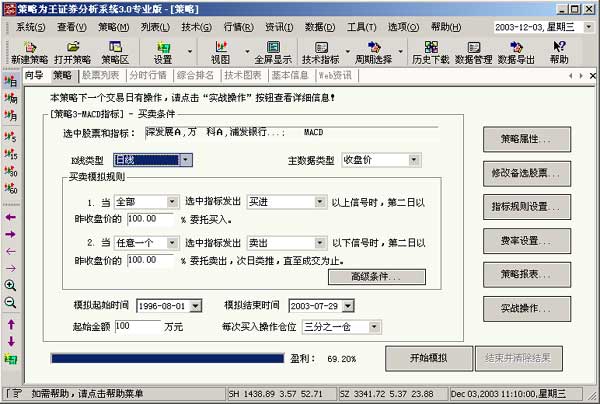 策略为王证券分析系统3.0专业版 - [策略]
系统(S) 查看(V) 策略(M) 列表(L) 技术(G) 行情(R) 资讯(I) 数据(D) 工具(T) 选项(O) 帮助(H) 2003-12-03,星期三
新建策略 打开策略 策略区 设置 视图 全屏显示 技术指标 周期选择 历史下载 数据管理 数据导出 帮助
向导 策略 股票列表 分时行情 综合排名 技术图表 基本信息 Web资讯
本策略下一个交易日有操作，请点击“实战操作”按钮查看详细信息！
[策略3-MACD指标] - 买卖条件
选中股票和指标: 深发展A,万 科A,浦发银行...; MACD
K线类型 日线 主数据类型 收盘价
买卖模拟规则
1. 当 全部 选中指标发出 买进 以上信号时，第二日以
昨收盘价的 100.00 % 委托买入。
2. 当 任意一个 选中指标发出 卖出 以下信号时，第二日以
昨收盘价的 100.00 % 委托卖出，次日类推，直至成交为止。
高级条件...
模拟起始时间 1996-08-01 模拟结束时间 2003-07-29
起始金额 100 万元 每次买入操作仓位 三分之一仓
策略属性...
修改备选股票...
指标规则设置...
费率设置...
策略报表...
实战操作...
盈利: 69.20% 开始模拟 结束并清除结果
日
周
月
5
15
30
60
如需帮助，请点击帮助菜单 SH 1438.89 3.57 52.71 SZ 3341.72 5.37 23.88 Dec 03,2003 11:10:00,星期三